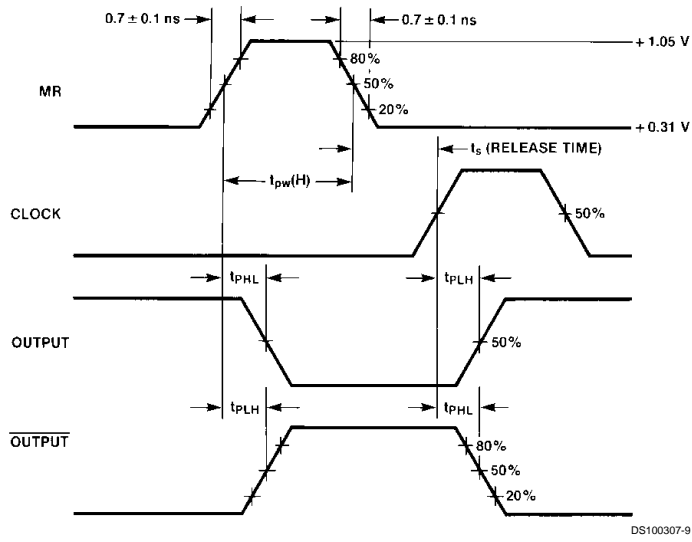 0.7 ± 0.1 ns
0.7 ± 0.1 ns
+ 1.05 V
80%
MR
50%
20%
+ 0.31 V
ts (RELEASE TIME)
tpw(H)
CLOCK
50%
tPHL
tPLH
OUTPUT
50%
tPLH
tPHL
OUTPUT
80%
50%
20%
DS100307-9